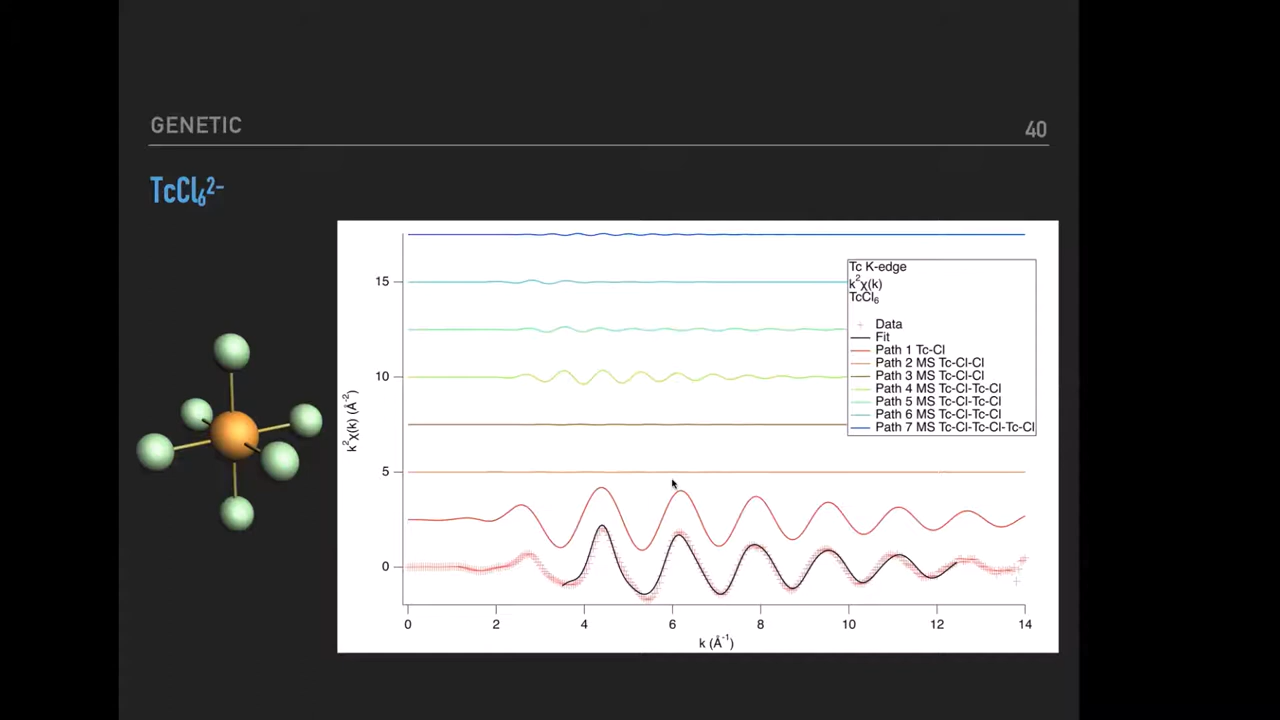 GENETIC
40
TcCl₆²⁻
15
10
5
0
k²χ(k) (Å⁻²)
0 2 4 6 8 10 12 14
k (Å⁻¹)
Tc K-edge
k²χ(k)
TcCl₆
Data
Fit
Path 1 Tc-Cl
Path 2 MS Tc-Cl-Cl
Path 3 MS Tc-Cl-Cl
Path 4 MS Tc-Cl-Tc-Cl
Path 5 MS Tc-Cl-Tc-Cl
Path 6 MS Tc-Cl-Tc-Cl
Path 7 MS Tc-Cl-Tc-Cl-Tc-Cl